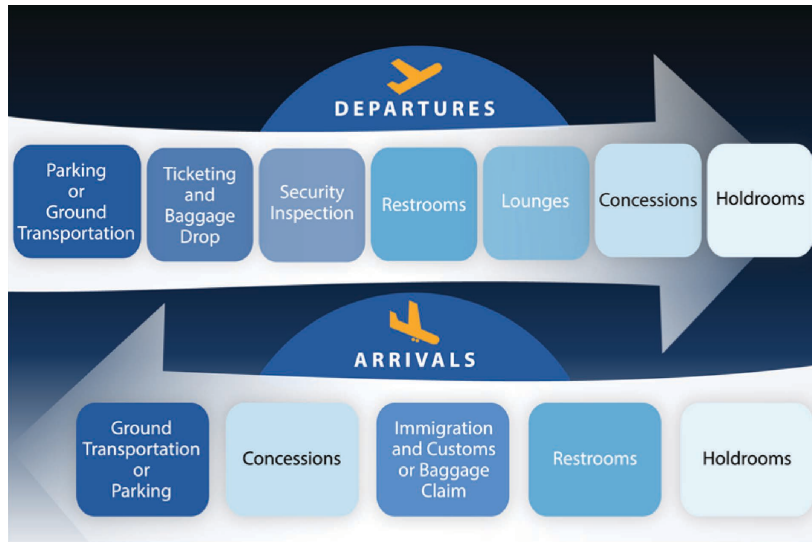 DEPARTURES
Parking
or
Ground
Transportation
Ticketing
and
Baggage
Drop
Security
Inspection
Restrooms
Lounges
Concessions
Holdrooms
ARRIVALS
Ground
Transportation
or
Parking
Concessions
Immigration
and Customs
or Baggage
Claim
Restrooms
Holdrooms